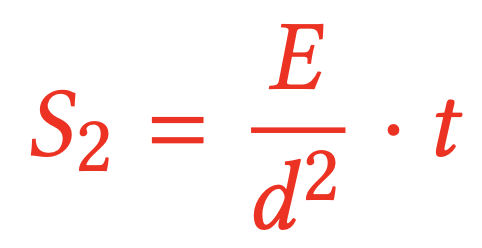 S₂ = E/d² · t